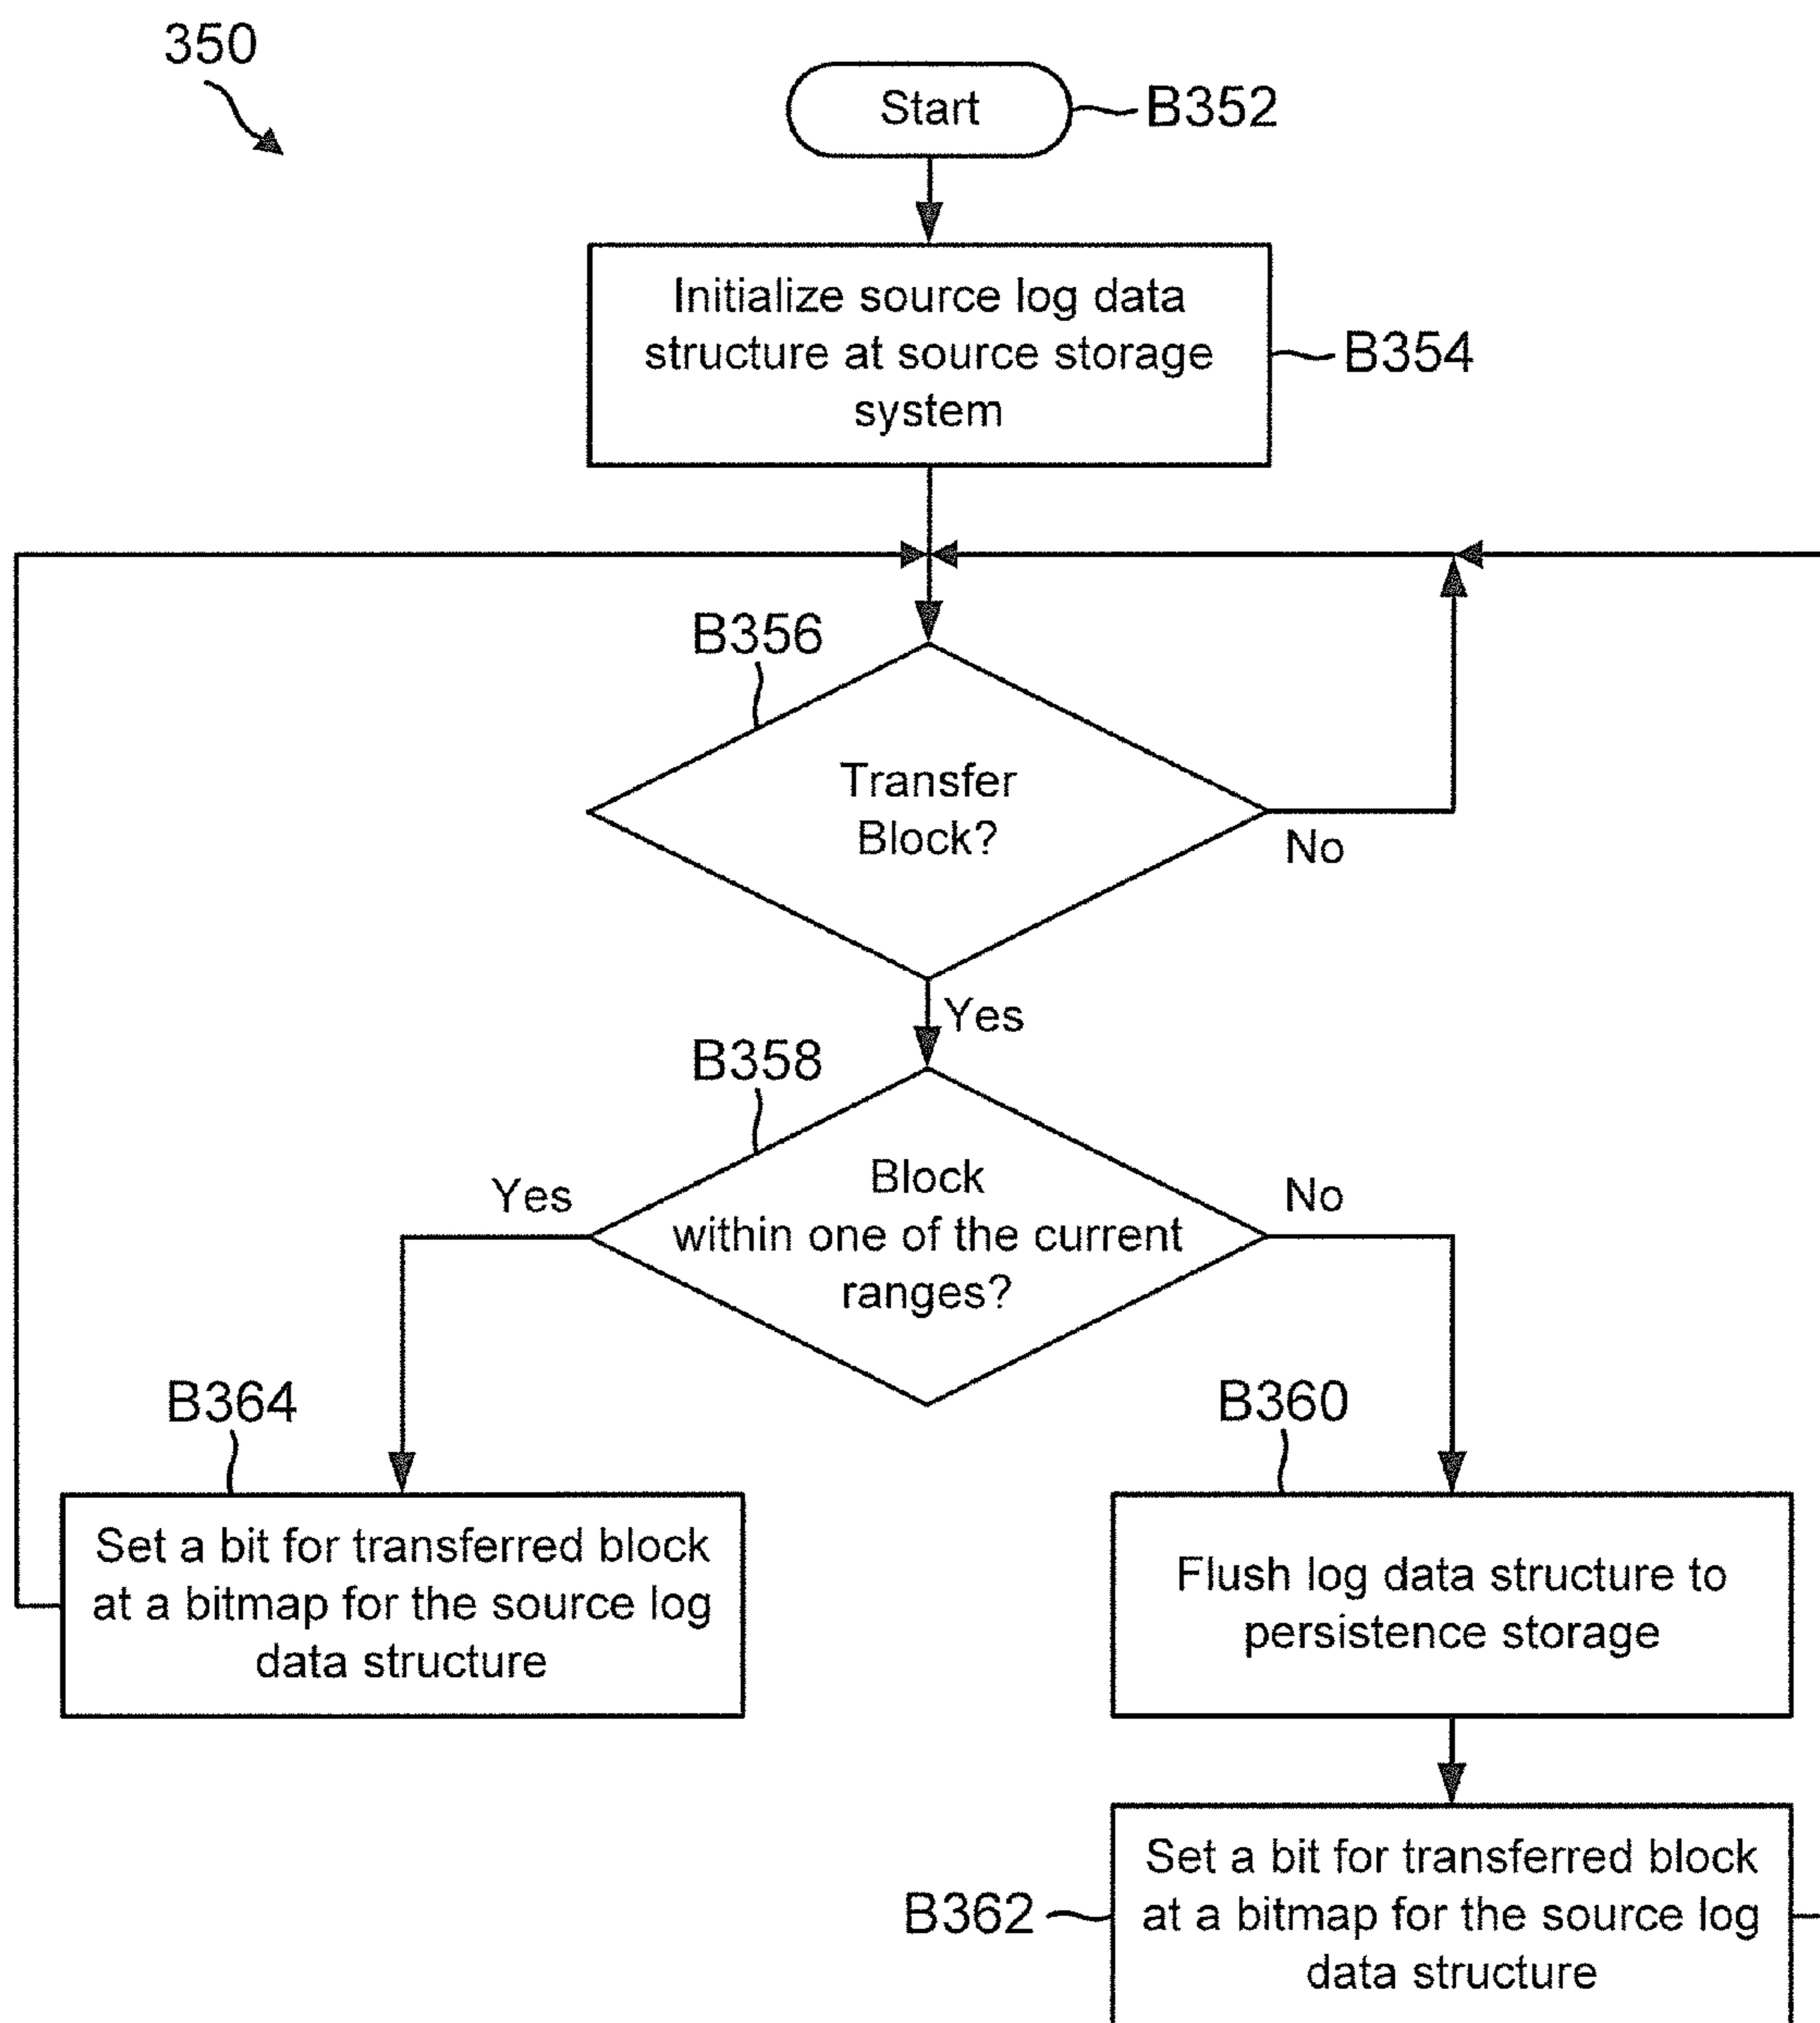 350
Start
B352
Initialize source log data
structure at source storage
system
B354
B356
Transfer
Block?
No
Yes
B358
Block
within one of the current
ranges?
Yes
No
B364
B360
Set a bit for transferred block
at a bitmap for the source log
data structure
Flush log data structure to
persistence storage
B362
Set a bit for transferred block
at a bitmap for the source log
data structure